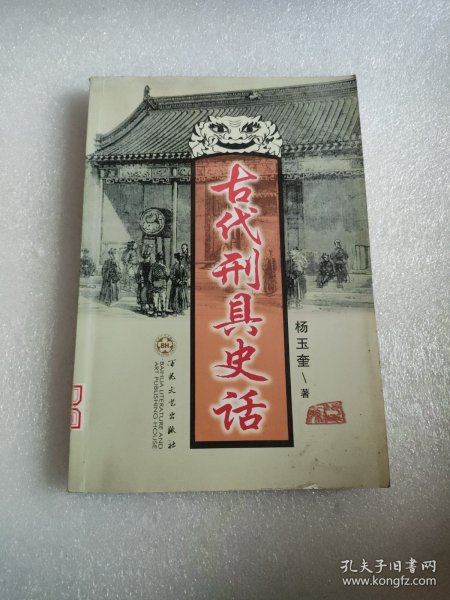 古代刑具史话
杨玉奎\著
BH
百花文艺出版社
BAIHUA LITERATURE AND
ART PUBLISHING HOUSE
孔夫子旧书网
www.kongfz.com